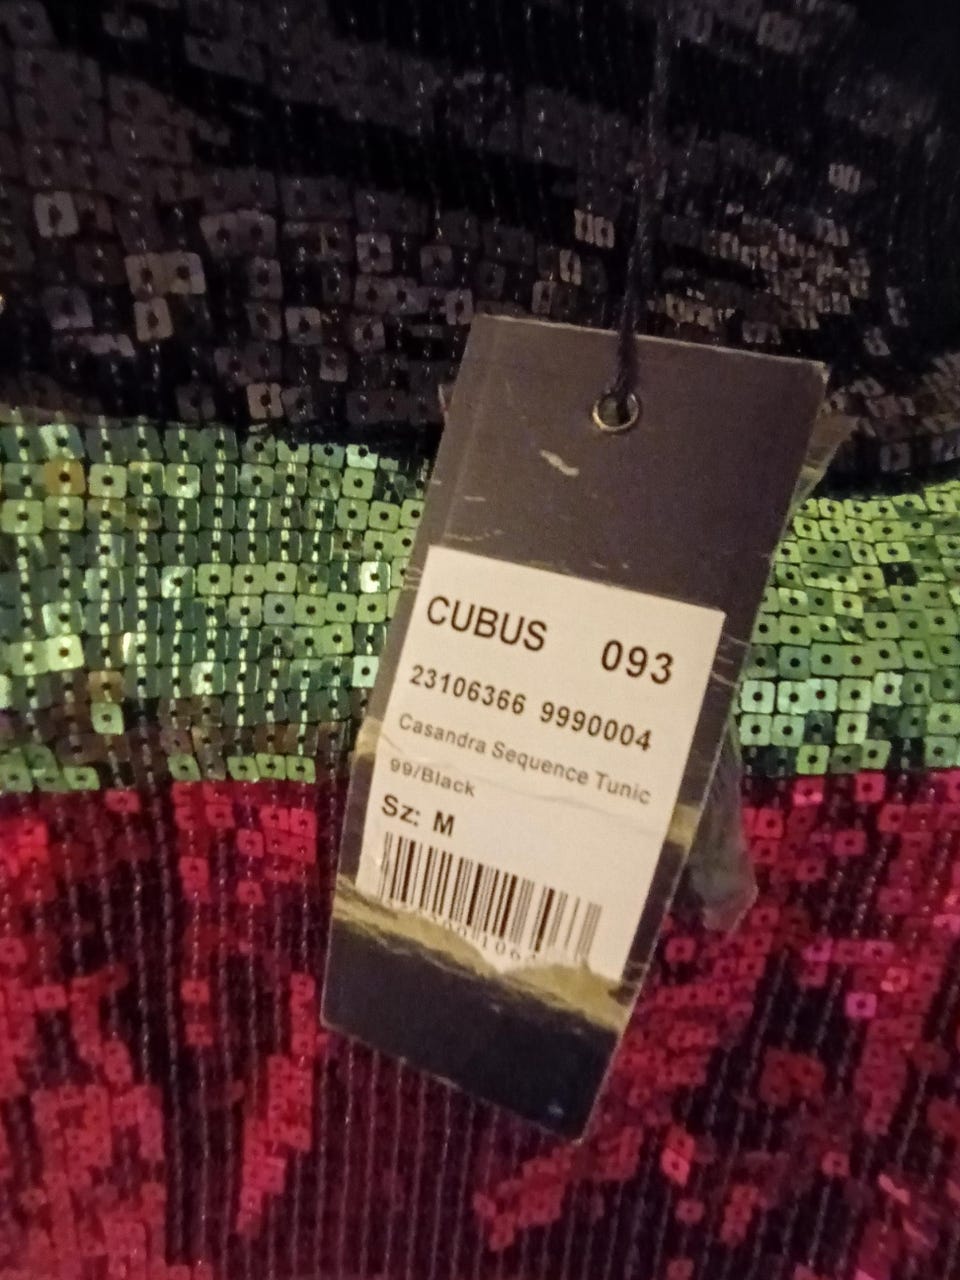 CUBUS 093
23106366 9990004
Casandra Sequence Tunic
99/Black
Sz: M